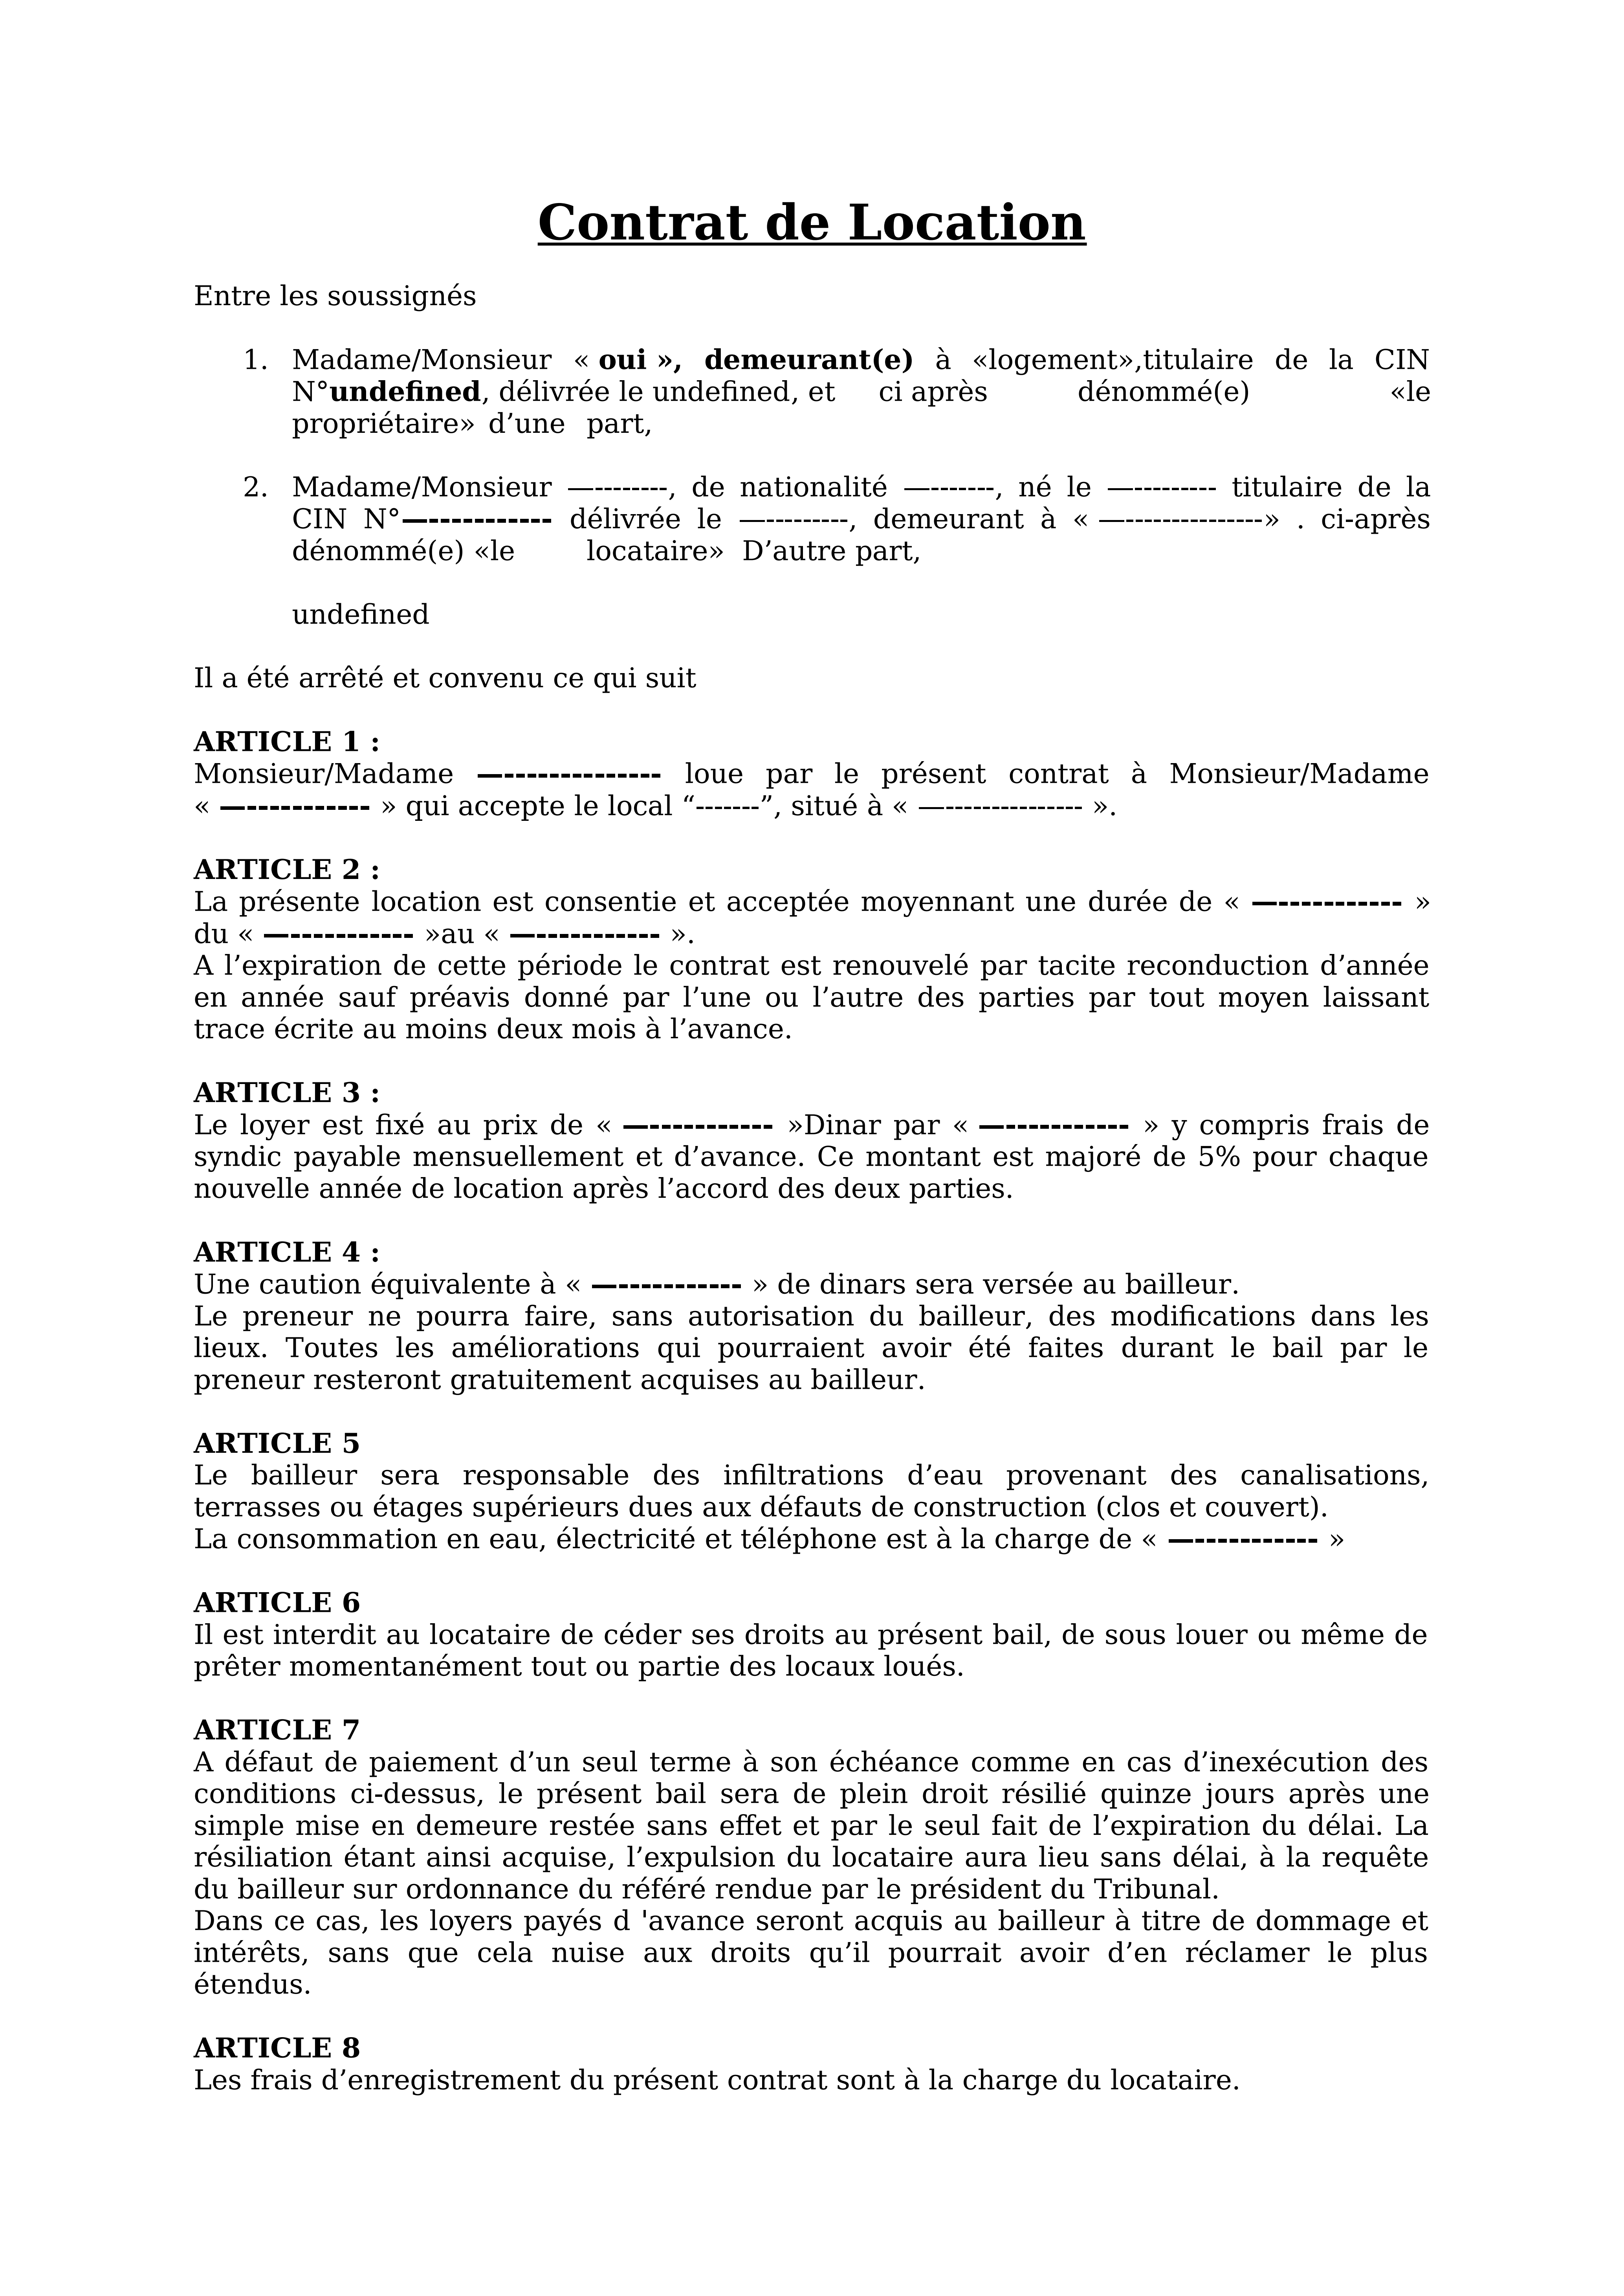 Contrat de Location
Entre les soussignés
1. Madame/Monsieur « oui », demeurant(e) à «logement»,titulaire de la CIN
N°undefined, délivrée le undefined, et ci après dénommé(e) «le
propriétaire» d’une part,
2. Madame/Monsieur —--------, de nationalité —-------, né le —--------- titulaire de la
CIN N°—----------- délivrée le —---------, demeurant à « —---------------» . ci-après
dénommé(e) «le locataire» D’autre part,
undefined
Il a été arrêté et convenu ce qui suit
ARTICLE 1 :
Monsieur/Madame —-------------- loue par le présent contrat à Monsieur/Madame
« —----------- » qui accepte le local “-------”, situé à « —--------------- ».
ARTICLE 2 :
La présente location est consentie et acceptée moyennant une durée de « —----------- »
du « —----------- »au « —----------- ».
A l’expiration de cette période le contrat est renouvelé par tacite reconduction d’année
en année sauf préavis donné par l’une ou l’autre des parties par tout moyen laissant
trace écrite au moins deux mois à l’avance.
ARTICLE 3 :
Le loyer est fixé au prix de « —----------- »Dinar par « —----------- » y compris frais de
syndic payable mensuellement et d’avance. Ce montant est majoré de 5% pour chaque
nouvelle année de location après l’accord des deux parties.
ARTICLE 4 :
Une caution équivalente à « —----------- » de dinars sera versée au bailleur.
Le preneur ne pourra faire, sans autorisation du bailleur, des modifications dans les
lieux. Toutes les améliorations qui pourraient avoir été faites durant le bail par le
preneur resteront gratuitement acquises au bailleur.
ARTICLE 5
Le bailleur sera responsable des infiltrations d’eau provenant des canalisations,
terrasses ou étages supérieurs dues aux défauts de construction (clos et couvert).
La consommation en eau, électricité et téléphone est à la charge de « —----------- »
ARTICLE 6
Il est interdit au locataire de céder ses droits au présent bail, de sous louer ou même de
prêter momentanément tout ou partie des locaux loués.
ARTICLE 7
A défaut de paiement d’un seul terme à son échéance comme en cas d’inexécution des
conditions ci-dessus, le présent bail sera de plein droit résilié quinze jours après une
simple mise en demeure restée sans effet et par le seul fait de l’expiration du délai. La
résiliation étant ainsi acquise, l’expulsion du locataire aura lieu sans délai, à la requête
du bailleur sur ordonnance du référé rendue par le président du Tribunal.
Dans ce cas, les loyers payés d 'avance seront acquis au bailleur à titre de dommage et
intérêts, sans que cela nuise aux droits qu’il pourrait avoir d’en réclamer le plus
étendus.
ARTICLE 8
Les frais d’enregistrement du présent contrat sont à la charge du locataire.